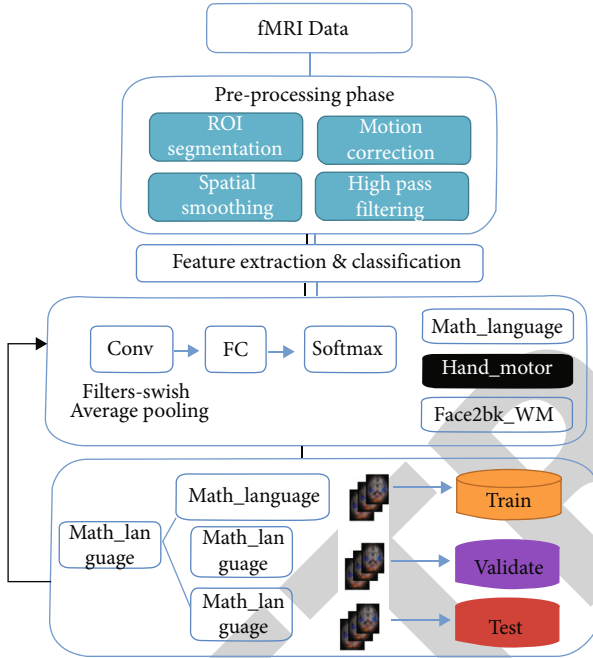 fMRI Data
Pre-processing phase
ROI
segmentation
Motion
correction
Spatial
smoothing
High pass
filtering
Feature extraction & classification
Conv
FC
Softmax
Filters-swish
Average pooling
Math_language
Hand_motor
Face2bk_WM
Math_lan
guage
Math_language
Math_lan
guage
Math_lan
guage
Train
Validate
Test